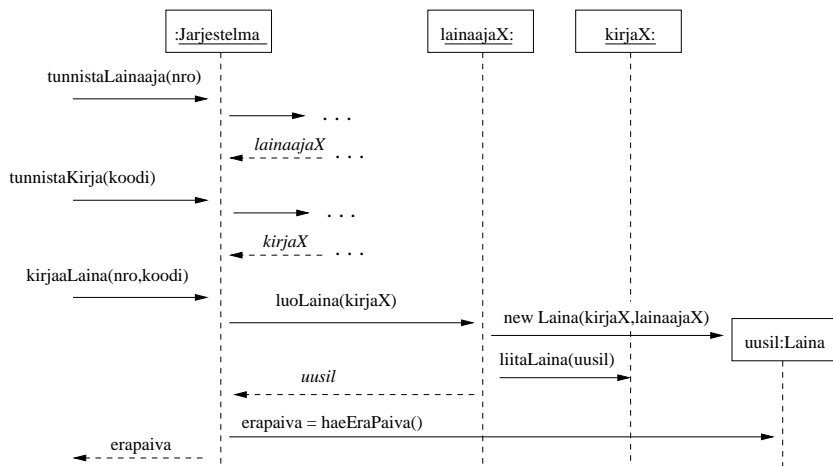 :Jarjestelma
lainaajaX:
kirjaX:
tunnistaLainaaja(nro)
. . .
lainaajaX
. . .
tunnistaKirja(koodi)
. . .
kirjaX
. . .
kirjaaLaina(nro,koodi)
luoLaina(kirjaX)
new Laina(kirjaX,lainaajaX)
uusil:Laina
liitaLaina(uusil)
uusil
erapaiva = haeEraPaiva()
erapaiva